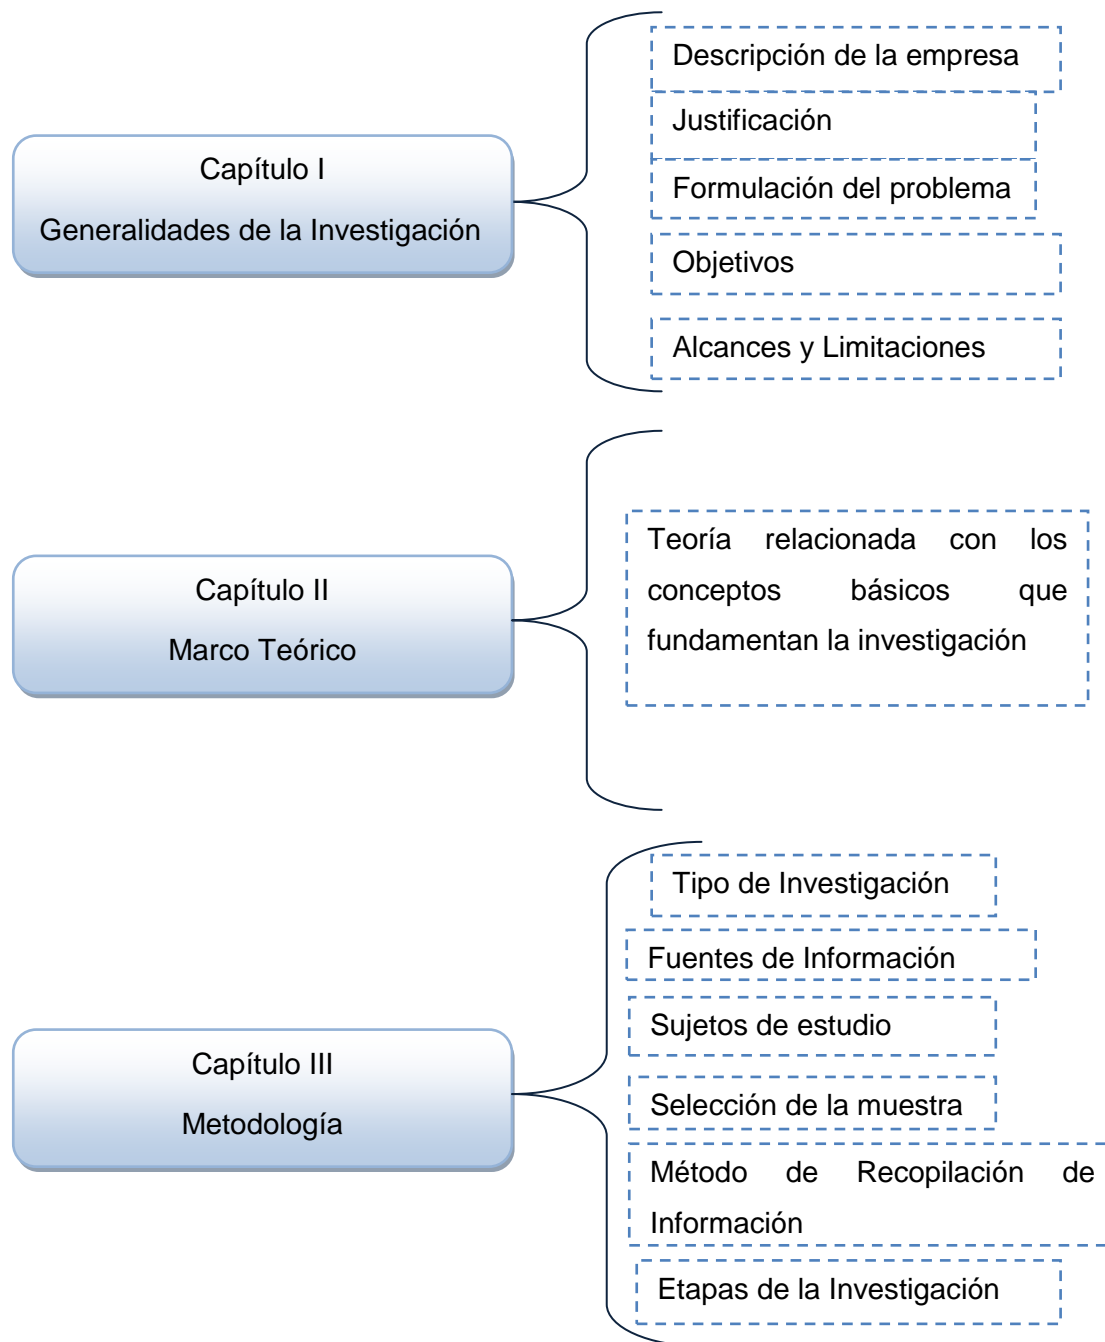 Capítulo I
Generalidades de la Investigación
Descripción de la empresa
Justificación
Formulación del problema
Objetivos
Alcances y Limitaciones
Capítulo II
Marco Teórico
Teoría relacionada con los
conceptos básicos que
fundamentan la investigación
Capítulo III
Metodología
Tipo de Investigación
Fuentes de Información
Sujetos de estudio
Selección de la muestra
Método de Recopilación de
Información
Etapas de la Investigación